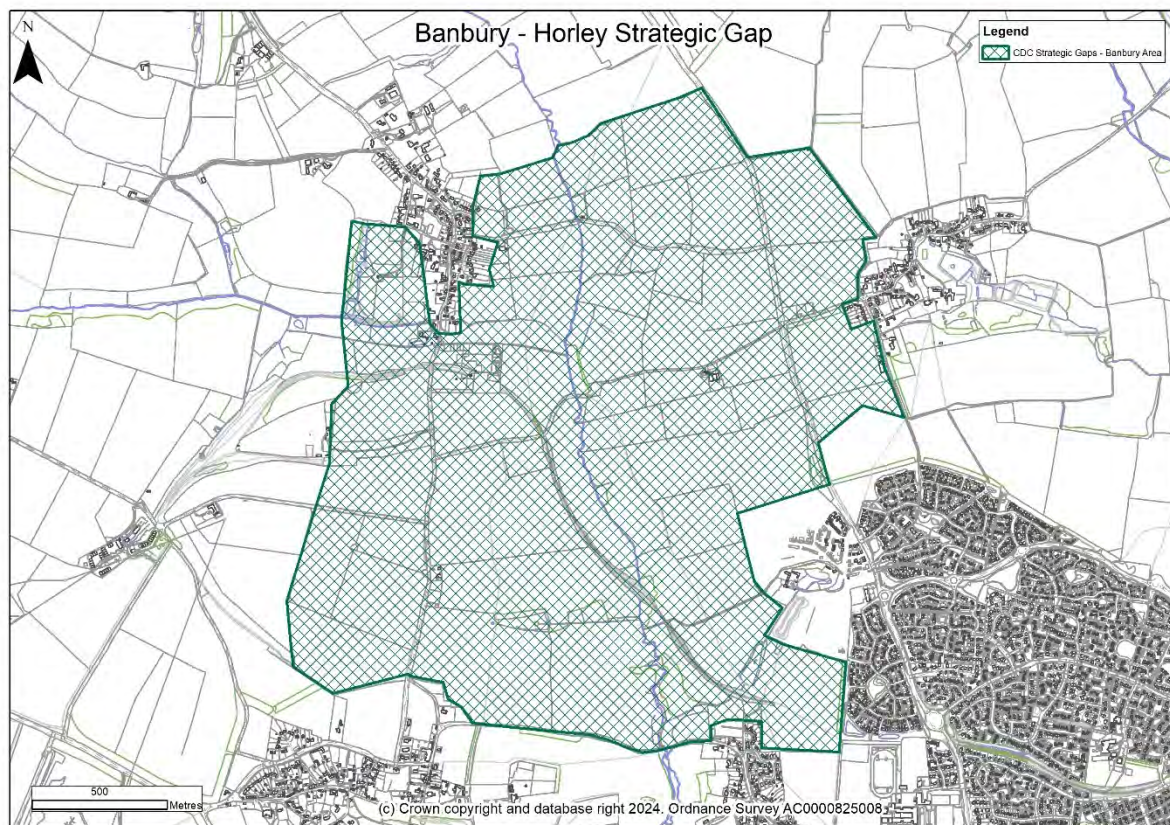 Banbury - Horley Strategic Gap
Legend
CDC Strategic Gaps - Banbury Area
N
500
Metres
(c) Crown copyright and database right 2024. Ordnance Survey AC0000825008